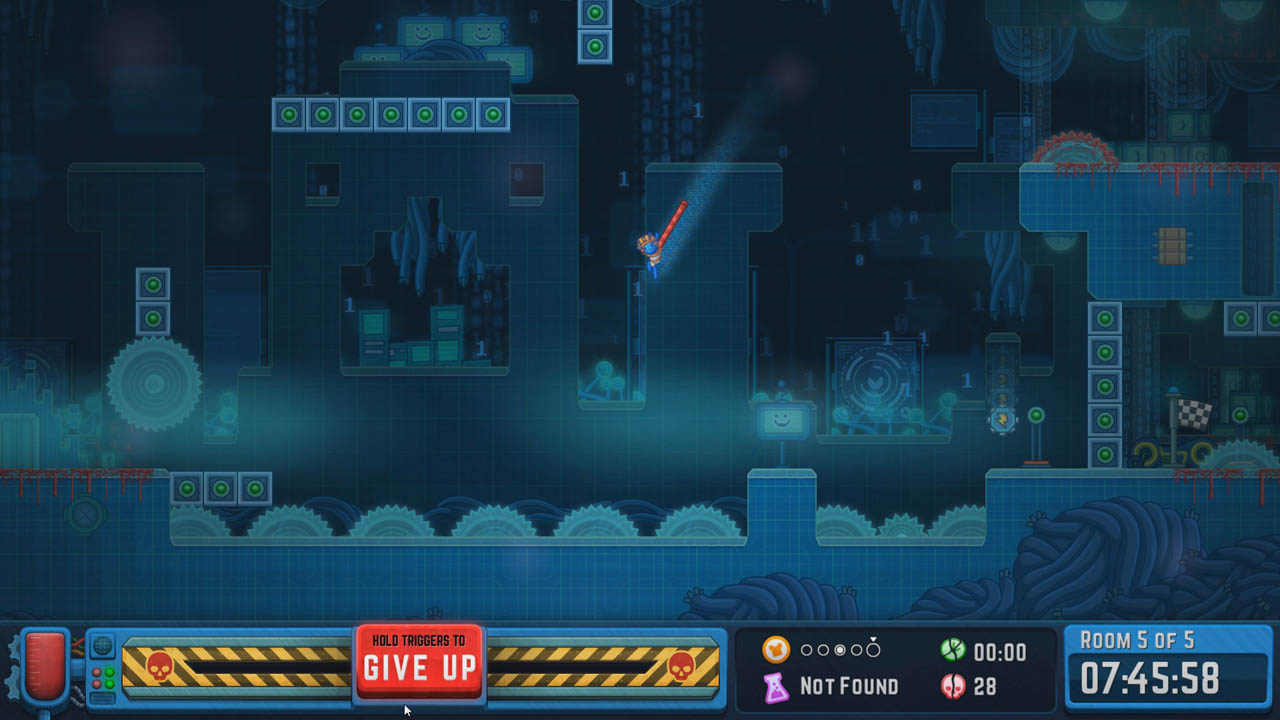 HOLD TRIGGERS TO
GIVE UP
NOT FOUND
00:00
28
ROOM 5 OF 5
07:45:58